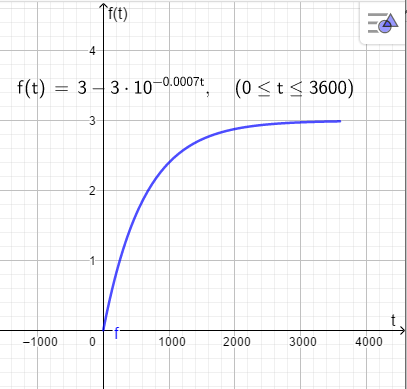 f(t)
4
f(t) = 3 − 3 · 10^{−0.0007t},   (0 ≤ t ≤ 3600)
3
2
1
t
f
−1000 0 1000 2000 3000 4000